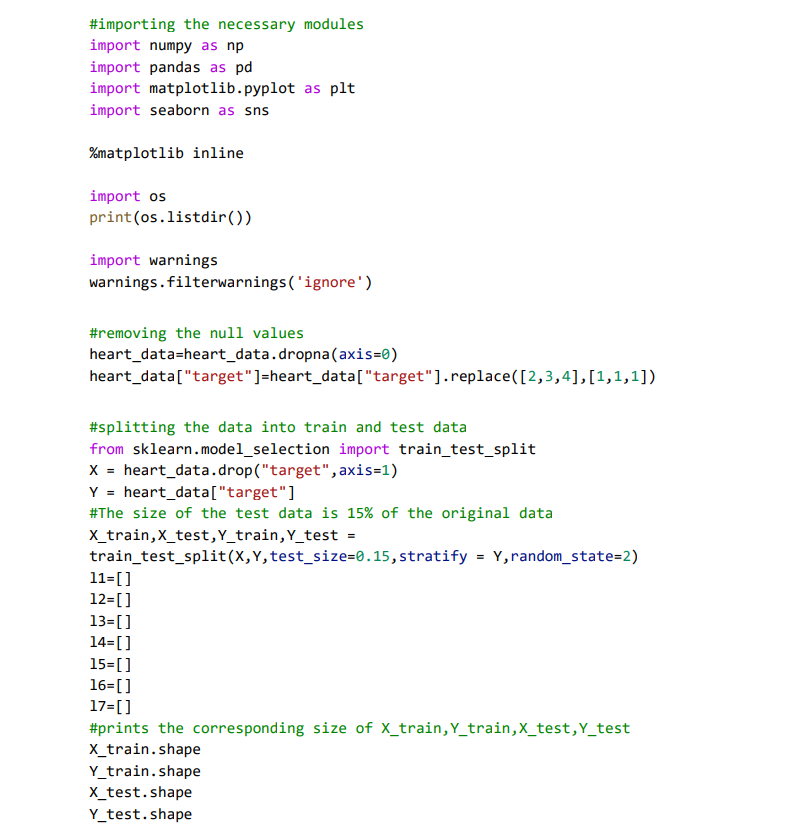 #importing the necessary modules
import numpy as np
import pandas as pd
import matplotlib.pyplot as plt
import seaborn as sns
%matplotlib inline
import os
print(os.listdir())
import warnings
warnings.filterwarnings('ignore')
#removing the null values
heart_data=heart_data.dropna(axis=0)
heart_data["target"]=heart_data["target"].replace([2,3,4],[1,1,1])
#splitting the data into train and test data
from sklearn.model_selection import train_test_split
X = heart_data.drop("target",axis=1)
Y = heart_data["target"]
#The size of the test data is 15% of the original data
X_train,X_test,Y_train,Y_test =
train_test_split(X,Y,test_size=0.15,stratify = Y,random_state=2)
l1=[]
l2=[]
l3=[]
l4=[]
l5=[]
l6=[]
l7=[]
#prints the corresponding size of X_train,Y_train,X_test,Y_test
X_train.shape
Y_train.shape
X_test.shape
Y_test.shape